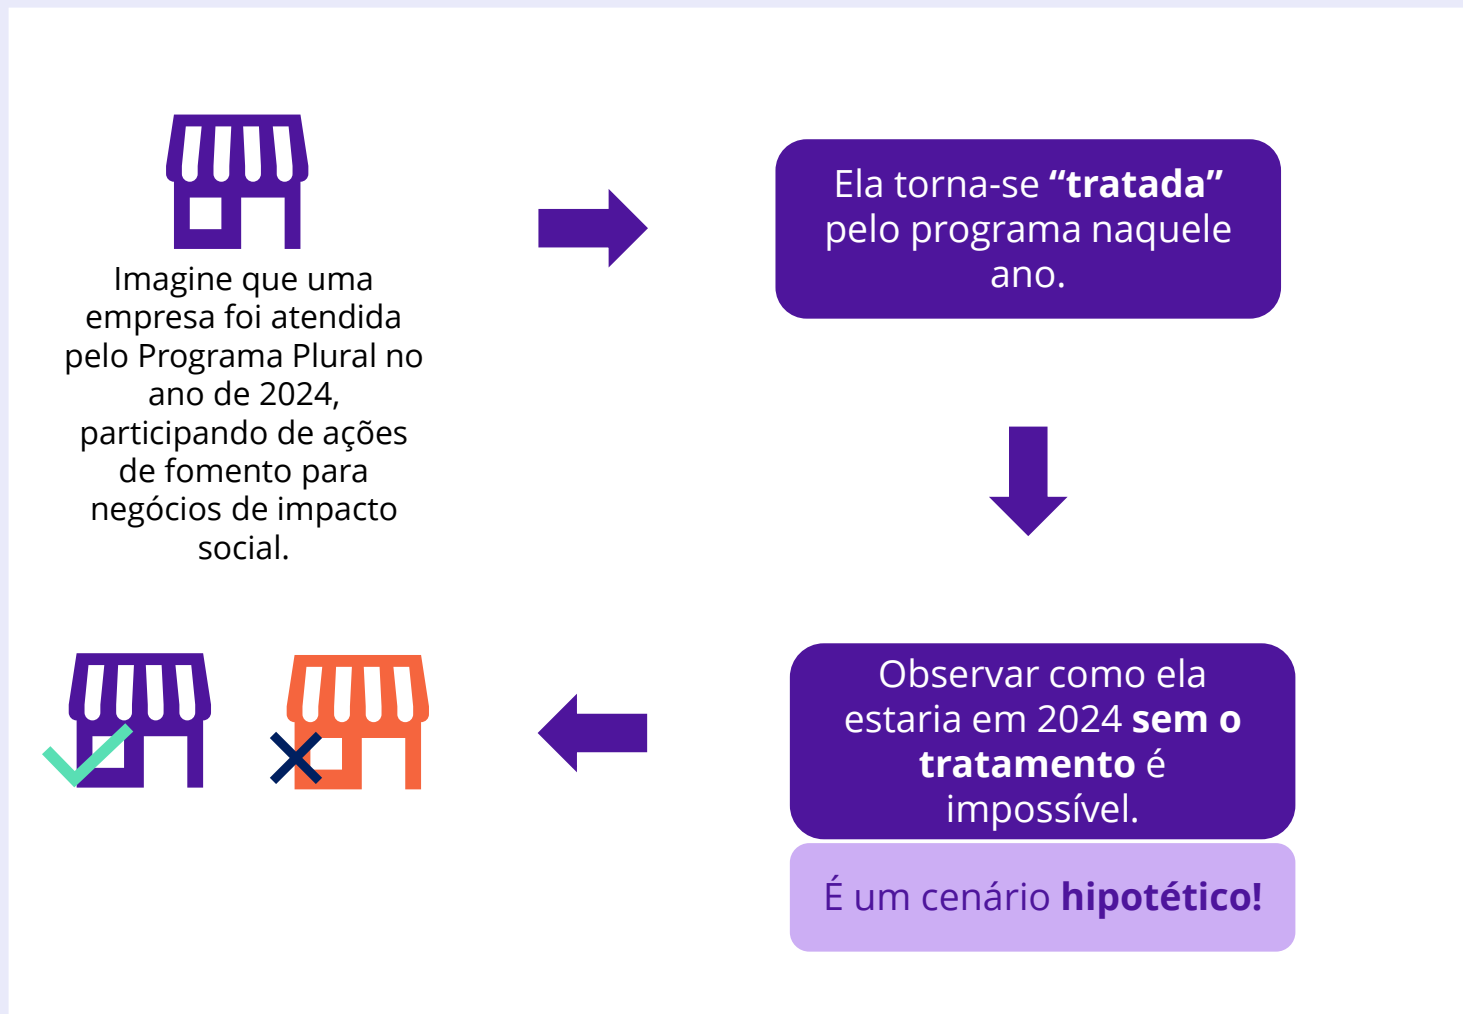 Imagine que uma
empresa foi atendida
pelo Programa Plural no
ano de 2024,
participando de ações
de fomento para
negócios de impacto
social.
Ela torna-se “tratada”
pelo programa naquele
ano.
Observar como ela
estaria em 2024 sem o
tratamento é
impossível.
É um cenário hipotético!